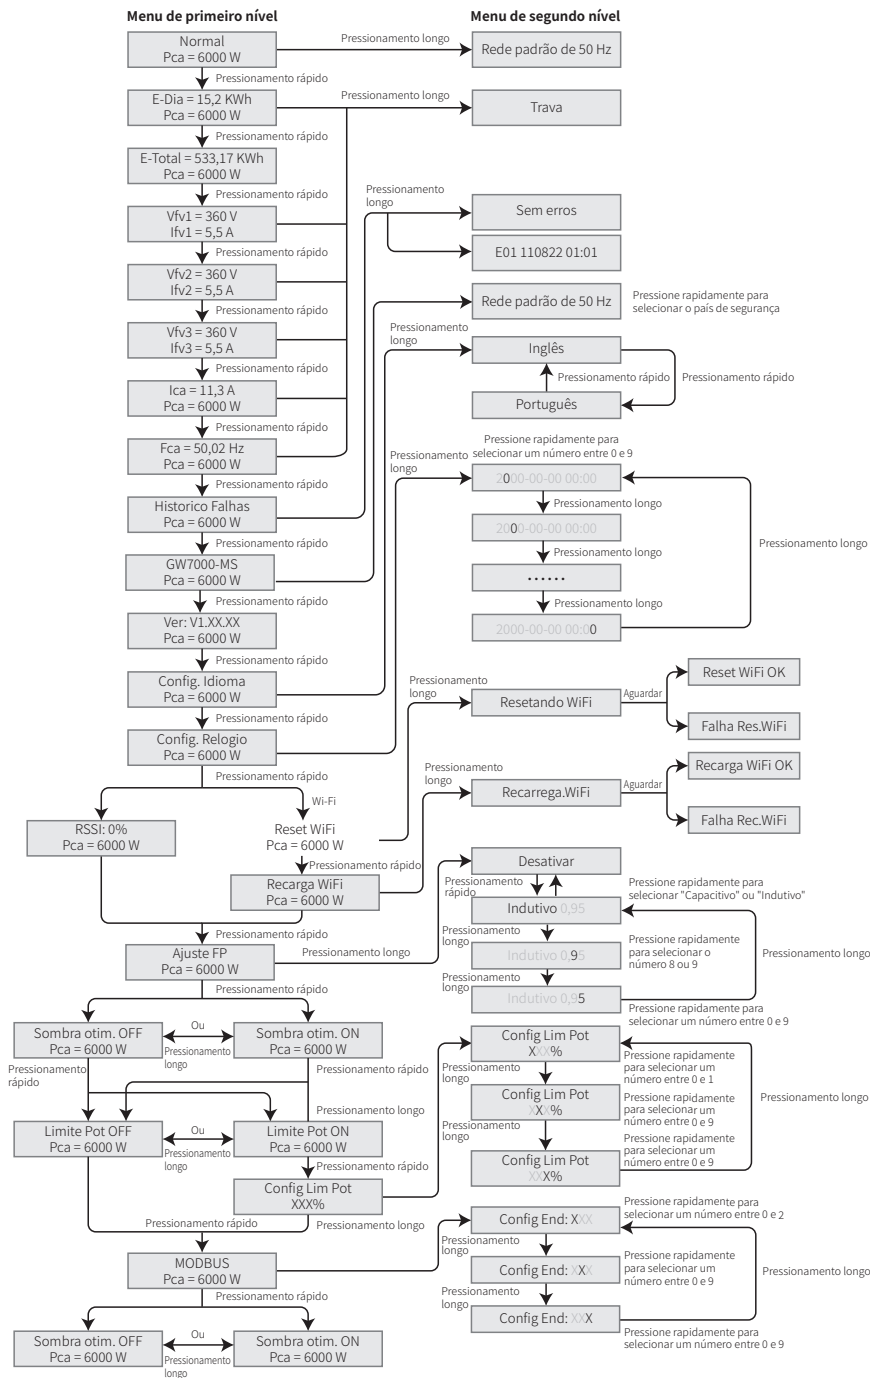 Menu de primeiro nível
Menu de segundo nível
Normal
Pca = 6000 W
Pressionamento longo
Rede padrão de 50 Hz
Pressionamento rápido
E-Dia = 15,2 KWh
Pca = 6000 W
Pressionamento longo
Trava
Pressionamento rápido
E-Total = 533,17 KWh
Pca = 6000 W
Pressionamento rápido
Vfv1 = 360 V
Ifv1 = 5,5 A
Pressionamento
longo
Sem erros
E01 110822 01:01
Pressionamento rápido
Vfv2 = 360 V
Ifv2 = 5,5 A
Rede padrão de 50 Hz
Pressione rapidamente para
selecionar o país de segurança
Pressionamento rápido
Vfv3 = 360 V
Ifv3 = 5,5 A
Pressionamento
longo
Inglês
Pressionamento rápido
Pressionamento rápido
Português
Pressionamento rápido
Ica = 11,3 A
Pca = 6000 W
Pressionamento rápido
Fca = 50,02 Hz
Pca = 6000 W
Pressione rapidamente para
selecionar um número entre 0 e 9
Pressionamento
longo
2000-00-00 00:00
Pressionamento longo
2000-00-00 00:00
Pressionamento longo
......
Pressionamento longo
2000-00-00 00:00
Pressionamento longo
Pressionamento rápido
Historico Falhas
Pca = 6000 W
Pressionamento rápido
GW7000-MS
Pca = 6000 W
Pressionamento rápido
Ver: V1.XX.XX
Pca = 6000 W
Pressionamento rápido
Config. Idioma
Pca = 6000 W
Pressionamento rápido
Config. Relogio
Pca = 6000 W
Pressionamento rápido
Pressionamento
longo
Resetando WiFi
Aguardar
Reset WiFi OK
Falha Res.WiFi
Wi-Fi
RSSI: 0%
Pca = 6000 W
Reset WiFi
Pca = 6000 W
Pressionamento
longo
Recarrega.WiFi
Aguardar
Recarga WiFi OK
Falha Rec.WiFi
Pressionamento rápido
Recarga WiFi
Pca = 6000 W
Pressionamento rápido
Ajuste FP
Pca = 6000 W
Pressionamento longo
Desativar
Pressionamento
rápido
Pressione rapidamente para
selecionar "Capacitivo" ou "Indutivo"
Indutivo 0,95
Pressionamento
longo
Indutivo 0,95
Pressione rapidamente
para selecionar o
número 8 ou 9
Pressionamento longo
Pressionamento
longo
Indutivo 0,95
Pressione rapidamente para
selecionar um número entre 0 e 9
Pressionamento rápido
Sombra otim. OFF
Pca = 6000 W
Ou
Pressionamento
longo
Sombra otim. ON
Pca = 6000 W
Pressionamento
rápido
Pressionamento rápido
Pressionamento longo
Config Lim Pot
XXX%
Pressionamento
longo
Pressione rapidamente
para selecionar um
número entre 0 e 1
Config Lim Pot
XXX%
Pressione rapidamente
para selecionar um
número entre 0 e 9
Pressionamento longo
Pressionamento
longo
Config Lim Pot
XXX%
Pressione rapidamente
para selecionar um
número entre 0 e 9
Limite Pot OFF
Pca = 6000 W
Ou
Pressionamento
longo
Limite Pot ON
Pca = 6000 W
Pressionamento rápido
Config Lim Pot
XXX%
Pressionamento rápido
Pressionamento longo
MODBUS
Pca = 6000 W
Pressione rapidamente para
selecionar um número entre 0 e 2
Config End: XXX
Pressionamento
longo
Config End: XXX
Pressione rapidamente
para selecionar um
número entre 0 e 9
Pressionamento longo
Pressionamento
longo
Config End: XXX
Pressione rapidamente para
selecionar um número entre 0 e 9
Pressionamento rápido
Sombra otim. OFF
Pca = 6000 W
Ou
Pressionamento
longo
Sombra otim. ON
Pca = 6000 W